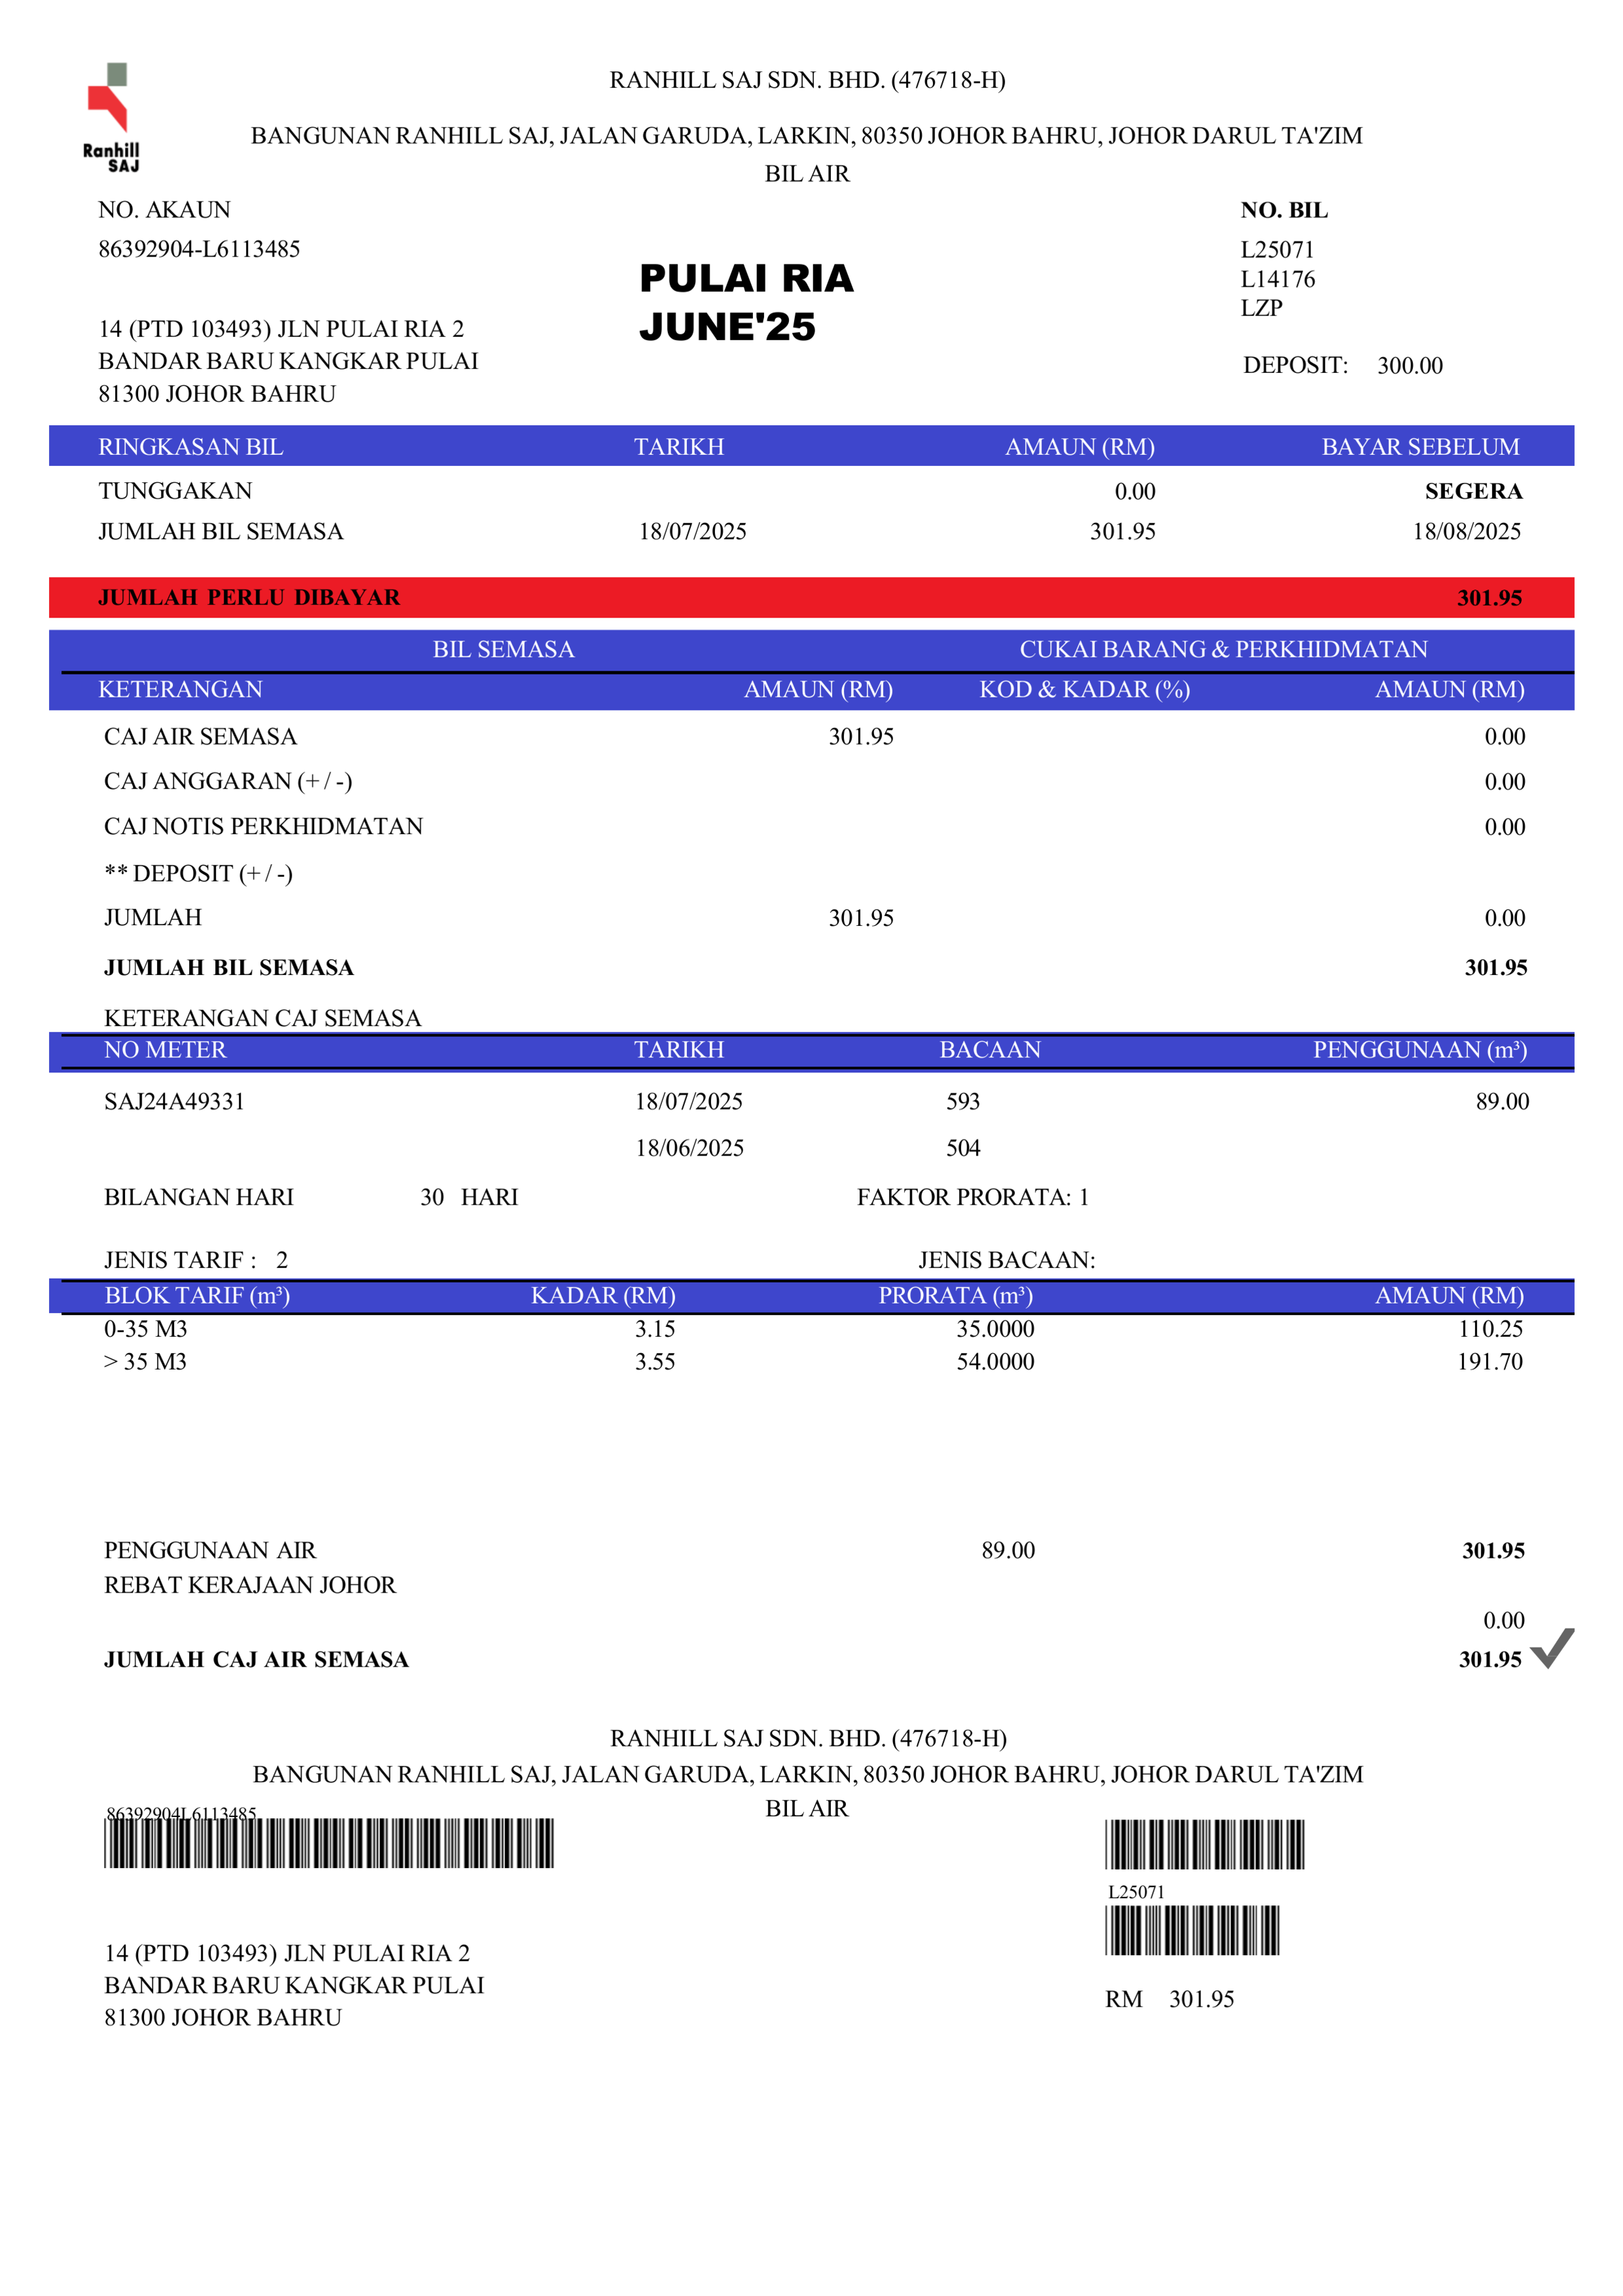 Ranhill
SAJ
RANHILL SAJ SDN. BHD. (476718-H)
BANGUNAN RANHILL SAJ, JALAN GARUDA, LARKIN, 80350 JOHOR BAHRU, JOHOR DARUL TA'ZIM
BIL AIR
NO. AKAUN
86392904-L6113485
PULAI RIA
JUNE'25
NO. BIL
L25071
L14176
LZP
DEPOSIT: 300.00
14 (PTD 103493) JLN PULAI RIA 2
BANDAR BARU KANGKAR PULAI
81300 JOHOR BAHRU
RINGKASAN BIL TARIKH AMAUN (RM) BAYAR SEBELUM
TUNGGAKAN 0.00 SEGERA
JUMLAH BIL SEMASA 18/07/2025 301.95 18/08/2025
JUMLAH PERLU DIBAYAR 301.95
BIL SEMASA CUKAI BARANG & PERKHIDMATAN
KETERANGAN AMAUN (RM) KOD & KADAR (%) AMAUN (RM)
CAJ AIR SEMASA 301.95 0.00
CAJ ANGGARAN (+ / -) 0.00
CAJ NOTIS PERKHIDMATAN 0.00
** DEPOSIT (+ / -)
JUMLAH 301.95 0.00
JUMLAH BIL SEMASA 301.95
KETERANGAN CAJ SEMASA
NO METER TARIKH BACAAN PENGGUNAAN (m³)
SAJ24A49331 18/07/2025 593 89.00
18/06/2025 504
BILANGAN HARI 30 HARI FAKTOR PRORATA: 1
JENIS TARIF : 2 JENIS BACAAN:
BLOK TARIF (m³) KADAR (RM) PRORATA (m³) AMAUN (RM)
0-35 M3 3.15 35.0000 110.25
> 35 M3 3.55 54.0000 191.70
PENGGUNAAN AIR 89.00 301.95
REBAT KERAJAAN JOHOR
0.00
JUMLAH CAJ AIR SEMASA 301.95
RANHILL SAJ SDN. BHD. (476718-H)
BANGUNAN RANHILL SAJ, JALAN GARUDA, LARKIN, 80350 JOHOR BAHRU, JOHOR DARUL TA'ZIM
BIL AIR
86392904L6113485
L25071
14 (PTD 103493) JLN PULAI RIA 2
BANDAR BARU KANGKAR PULAI
81300 JOHOR BAHRU
RM 301.95